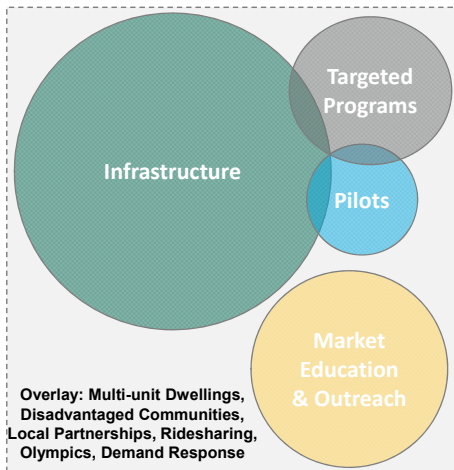 Targeted
Programs
Infrastructure
Pilots
Market
Education
& Outreach
Overlay: Multi-unit Dwellings,
Disadvantaged Communities,
Local Partnerships, Ridesharing,
Olympics, Demand Response